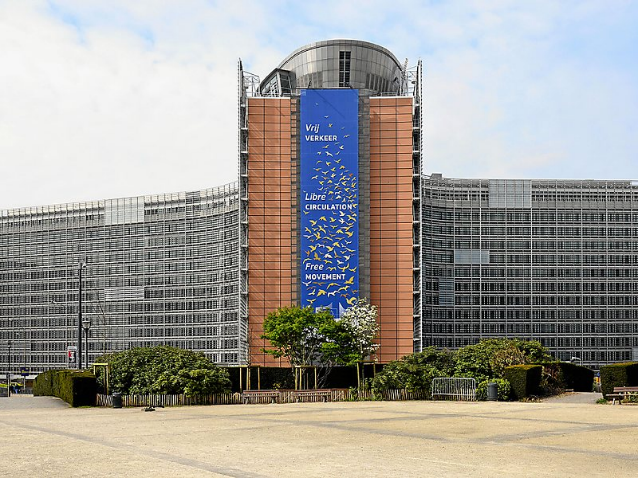 Vrij
VERKEER
Libre
CIRCULATION
Free
MOVEMENT